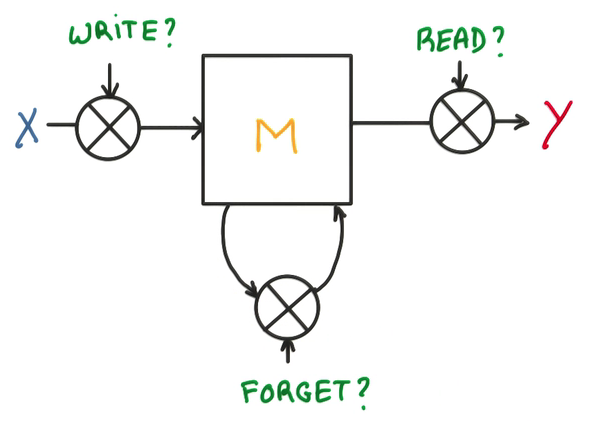 WRITE?
READ?
X
M
Y
FORGET?